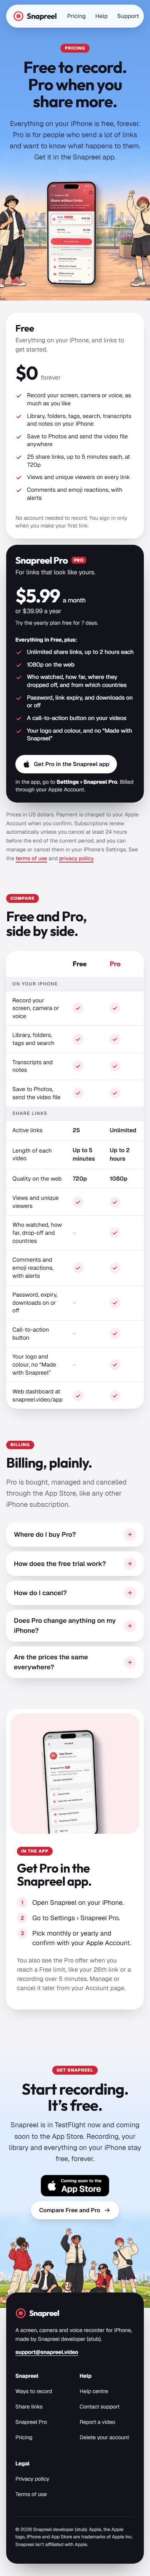 Snapreel Pricing Help Support
PRICING
Free to record.
Pro when you
share more.
Everything on your iPhone is free, forever.
Pro is for people who send a lot of links
and want to know what happens to them.
Get it in the Snapreel app.
Free
Everything on your iPhone, and links to
get started.
$0 forever
Record your screen, camera or voice, as
much as you like
Library, folders, tags, search, transcripts
and notes on your iPhone
Save to Photos and send the video file
anywhere
25 share links, up to 5 minutes each, at
720p
Views and unique viewers on every link
Comments and emoji reactions, with
alerts
No account needed to record. You sign in only
when you make your first link.
Snapreel Pro PRO
For links that look like yours.
$5.99 a month
or $39.99 a year
Try the yearly plan free for 7 days.
Everything in Free, plus:
Unlimited share links, up to 2 hours each
1080p on the web
Who watched, how far, where they
dropped off, and from which countries
Password, link expiry, and downloads on
or off
A call-to-action button on your videos
Your logo and colour, and no “Made with
Snapreel”
Get Pro in the Snapreel app
In the app, go to Settings › Snapreel Pro. Billed
through your Apple Account.
Prices in US dollars. Payment is charged to your Apple
Account when you confirm. Subscriptions renew
automatically unless you cancel at least 24 hours
before the end of the current period, and you can
manage or cancel them in your iPhone's Settings. See
the terms of use and privacy policy.
COMPARE
Free and Pro,
side by side.
Free Pro
ON YOUR IPHONE
Record your
screen, camera or
voice
Library, folders,
tags and search
Transcripts and
notes
Save to Photos,
send the video file
SHARE LINKS
Active links 25 Unlimited
Length of each
video
Up to 5
minutes
Up to 2
hours
Quality on the web 720p 1080p
Views and unique
viewers
Who watched, how
far, drop-off and
countries
–
Comments and
emoji reactions,
with alerts
Password, expiry,
downloads on or
off
–
Call-to-action
button
–
Your logo and
colour, no “Made
with Snapreel”
–
Web dashboard at
snapreel.video/app
BILLING
Billing, plainly.
Pro is bought, managed and cancelled
through the App Store, like any other
iPhone subscription.
Where do I buy Pro?
How does the free trial work?
How do I cancel?
Does Pro change anything on my
iPhone?
Are the prices the same
everywhere?
IN THE APP
Get Pro in the
Snapreel app.
1 Open Snapreel on your iPhone.
2 Go to Settings › Snapreel Pro.
3 Pick monthly or yearly and
confirm with your Apple Account.
You also see the Pro offer when you
reach a Free limit, like your 26th link or a
recording over 5 minutes. Manage or
cancel it later from your Account page.
GET SNAPREEL
Start recording.
It's free.
Snapreel is in TestFlight now and coming
soon to the App Store. Recording, your
library and everything on your iPhone stay
free, forever.
Coming soon to the
App Store
Compare Free and Pro →
Snapreel
A screen, camera and voice recorder for iPhone,
made by Snapreel developer (stub).
support@snapreel.video
Snapreel Help
Ways to record Help centre
Share links Contact support
Snapreel Pro Report a video
Pricing Delete your account
Legal
Privacy policy
Terms of use
© 2026 Snapreel developer (stub). Apple, the Apple
logo, iPhone and App Store are trademarks of Apple Inc.
Snapreel isn't affiliated with Apple.